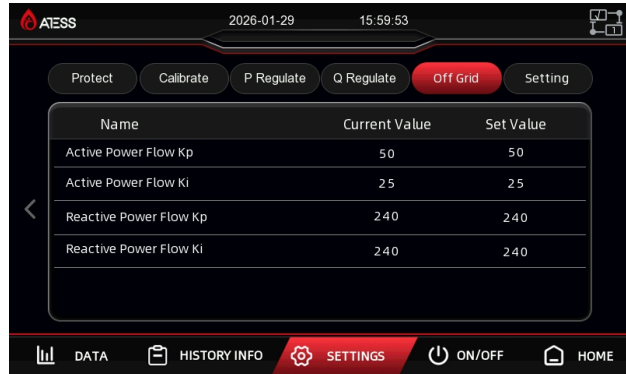 ATESS 2026-01-29 15:59:53
1
Protect Calibrate P Regulate Q Regulate Off Grid Setting
Name Current Value Set Value
Active Power Flow Kp 50 50
Active Power Flow Ki 25 25
Reactive Power Flow Kp 240 240
Reactive Power Flow Ki 240 240
DATA HISTORY INFO SETTINGS ON/OFF HOME